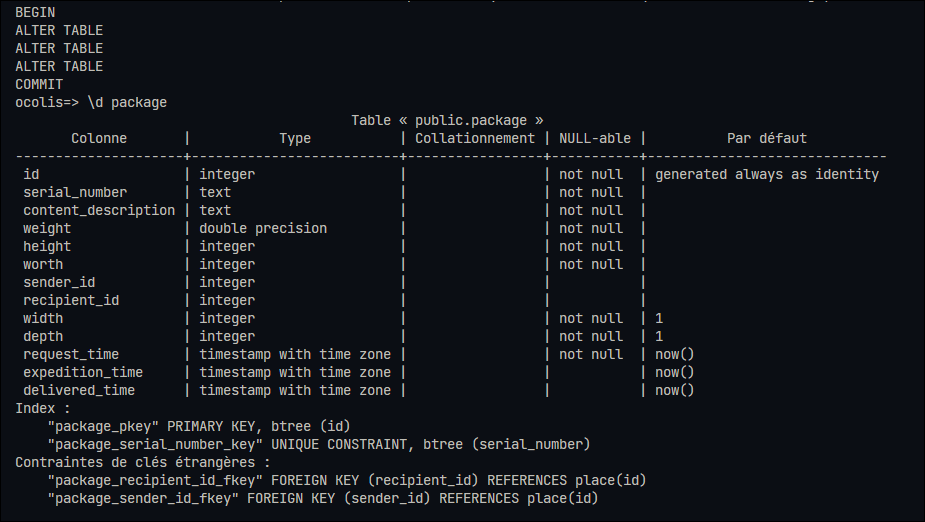 BEGIN
ALTER TABLE
ALTER TABLE
ALTER TABLE
COMMIT
ocolis=> \d package
                                          Table « public.package »
       Colonne       |           Type           | Collationnement | NULL-able |          Par défaut
---------------------+--------------------------+-----------------+-----------+------------------------------
 id                  | integer                  |                 | not null  | generated always as identity
 serial_number       | text                     |                 | not null  |
 content_description | text                     |                 | not null  |
 weight              | double precision         |                 | not null  |
 height              | integer                  |                 | not null  |
 worth               | integer                  |                 | not null  |
 sender_id           | integer                  |                 |           |
 recipient_id        | integer                  |                 |           |
 width               | integer                  |                 | not null  | 1
 depth               | integer                  |                 | not null  | 1
 request_time        | timestamp with time zone |                 | not null  | now()
 expedition_time     | timestamp with time zone |                 |           | now()
 delivered_time      | timestamp with time zone |                 |           | now()
Index :
    "package_pkey" PRIMARY KEY, btree (id)
    "package_serial_number_key" UNIQUE CONSTRAINT, btree (serial_number)
Contraintes de clés étrangères :
    "package_recipient_id_fkey" FOREIGN KEY (recipient_id) REFERENCES place(id)
    "package_sender_id_fkey" FOREIGN KEY (sender_id) REFERENCES place(id)